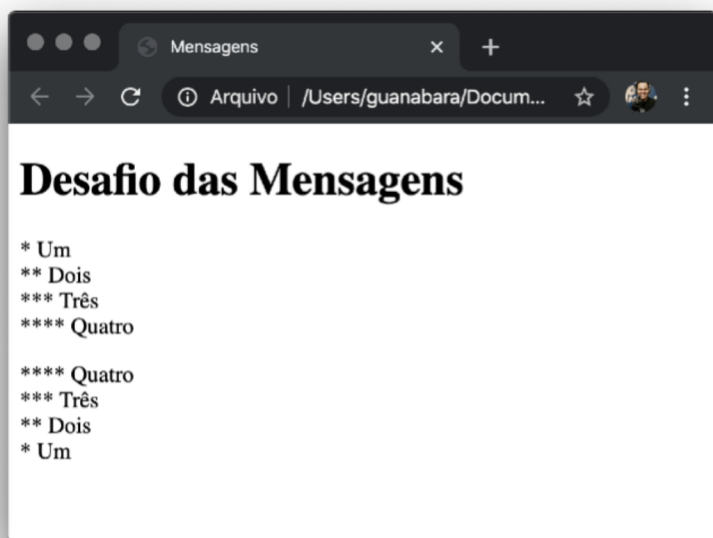 Mensagens
Arquivo /Users/guanabara/Docum...
Desafio das Mensagens
* Um
** Dois
*** Três
**** Quatro
**** Quatro
*** Três
** Dois
* Um